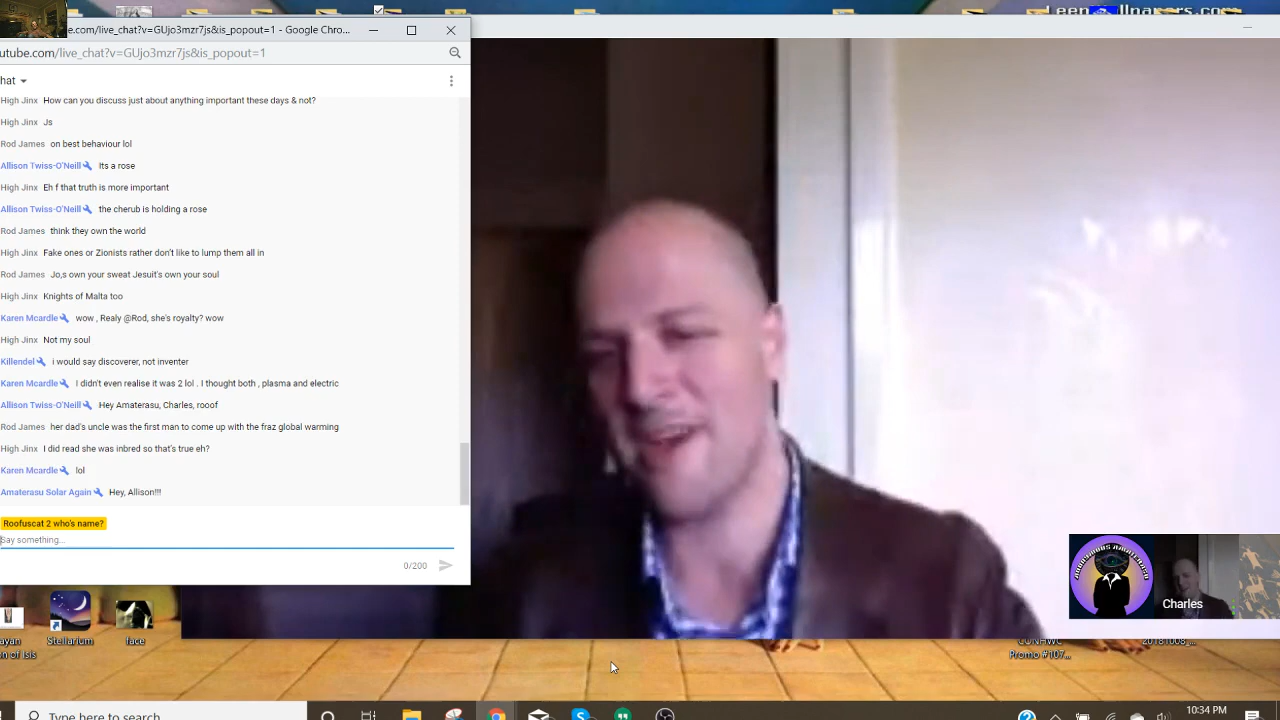 e.com/live_chat?v=GUjo3mzr7js&is_popout=1 - Google Chro...
utube.com/live_chat?v=GUjo3mzr7js&is_popout=1
hat
High Jinx How can you discuss just about anything important these days & not?
High Jinx Js
Rod James on best behaviour lol
Allison Twiss-O'Neill Its a rose
High Jinx Eh f that truth is more important
Allison Twiss-O'Neill the cherub is holding a rose
Rod James think they own the world
High Jinx Fake ones or Zionists rather don't like to lump them all in
Rod James Jo,s own your sweat Jesuit's own your soul
High Jinx Knights of Malta too
Karen Mcardle wow , Realy @Rod, she's royalty? wow
High Jinx Not my soul
Killendel i would say discoverer, not inventer
Karen Mcardle I didn't even realise it was 2 lol . I thought both , plasma and electric
Allison Twiss-O'Neill Hey Amaterasu, Charles, rooof
Rod James her dad's uncle was the first man to come up with the fraz global warming
High Jinx I did read she was inbred so that's true eh?
Karen Mcardle lol
Amaterasu Solar Again Hey, Allison!!!
Roofuscat 2 who's name?
Say something...
0/200
Charles
ayan
on of Isis
Stellarium
face
Promo #107...
20181008_...
Type here to search
10:34 PM